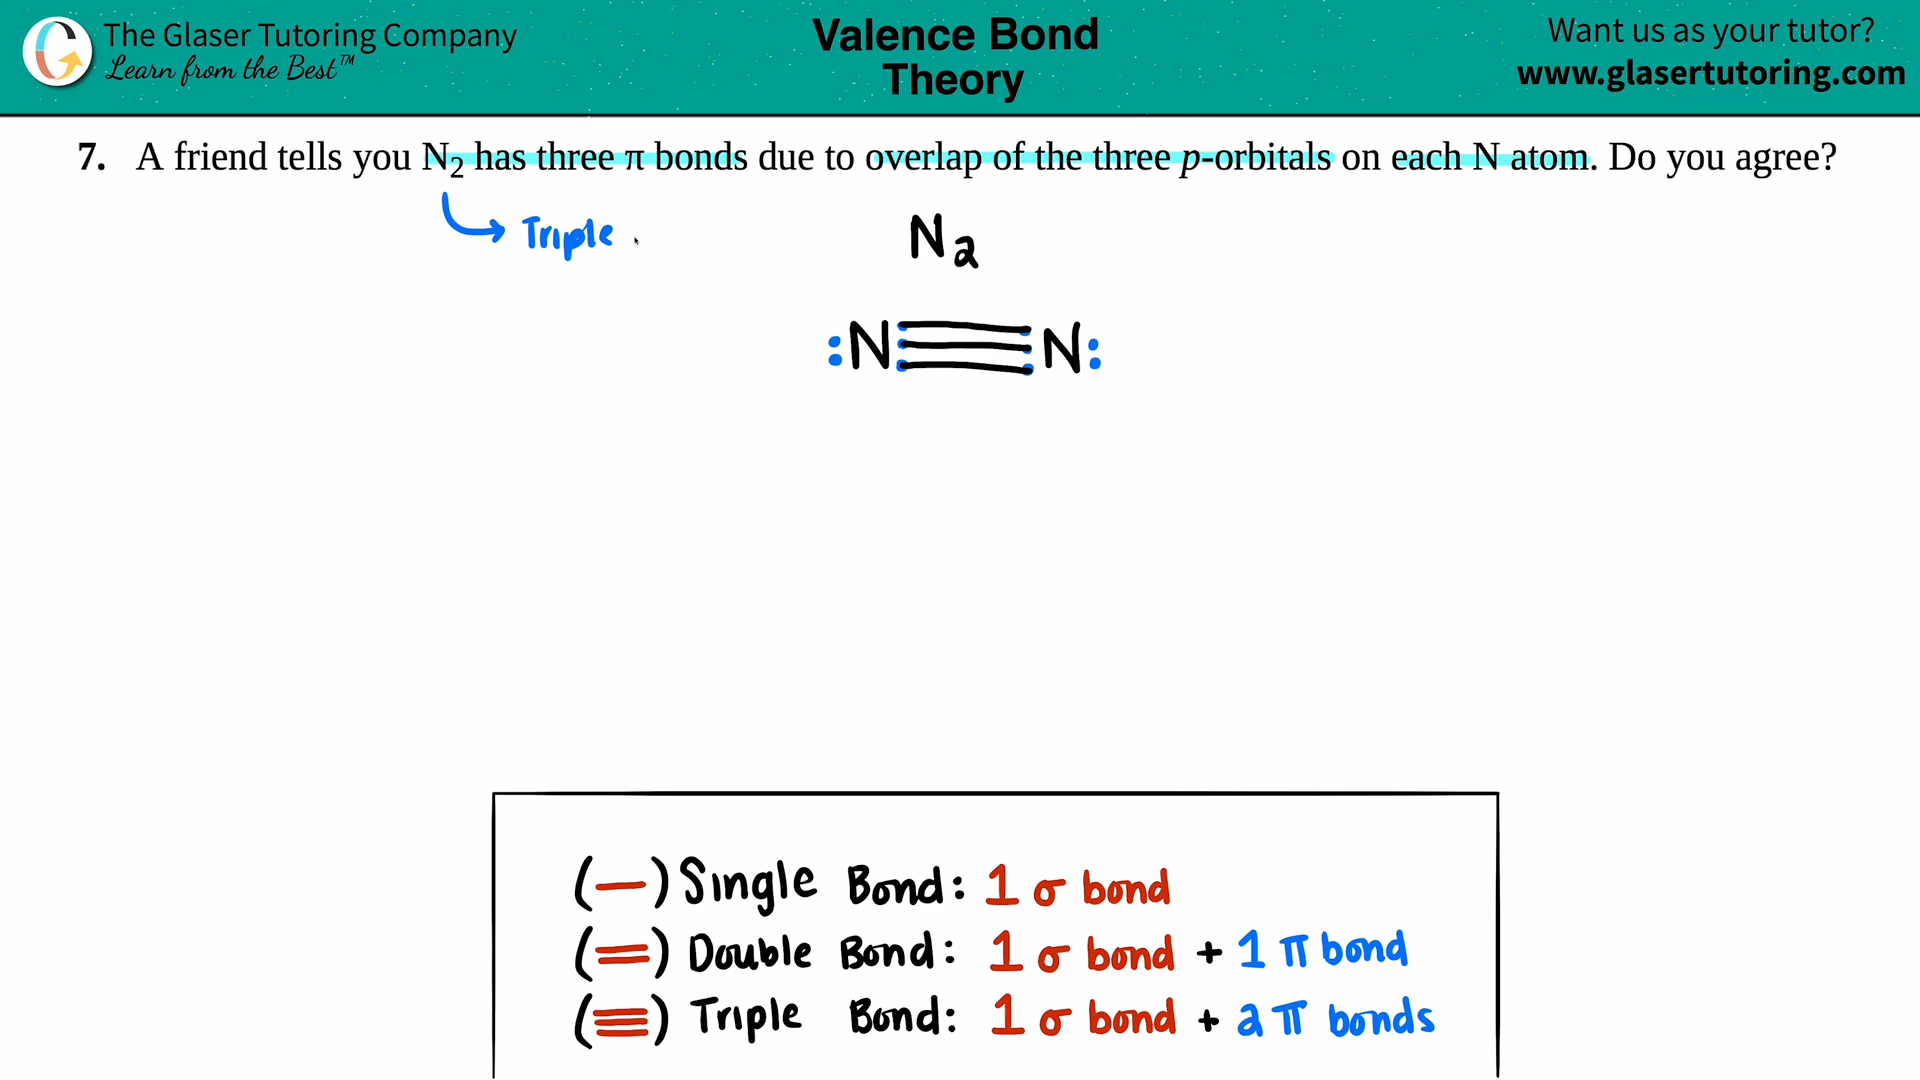 The Glaser Tutoring Company
Learn from the Best™
Valence Bond
Theory
Want us as your tutor?
www.glasertutoring.com
7. A friend tells you N₂ has three π bonds due to overlap of the three p-orbitals on each N atom. Do you agree?
Triple
N₂
:N≡N:
(—) Single Bond: 1 σ bond
(=) Double Bond: 1 σ bond + 1 π bond
(≡) Triple Bond: 1 σ bond + 2 π bonds